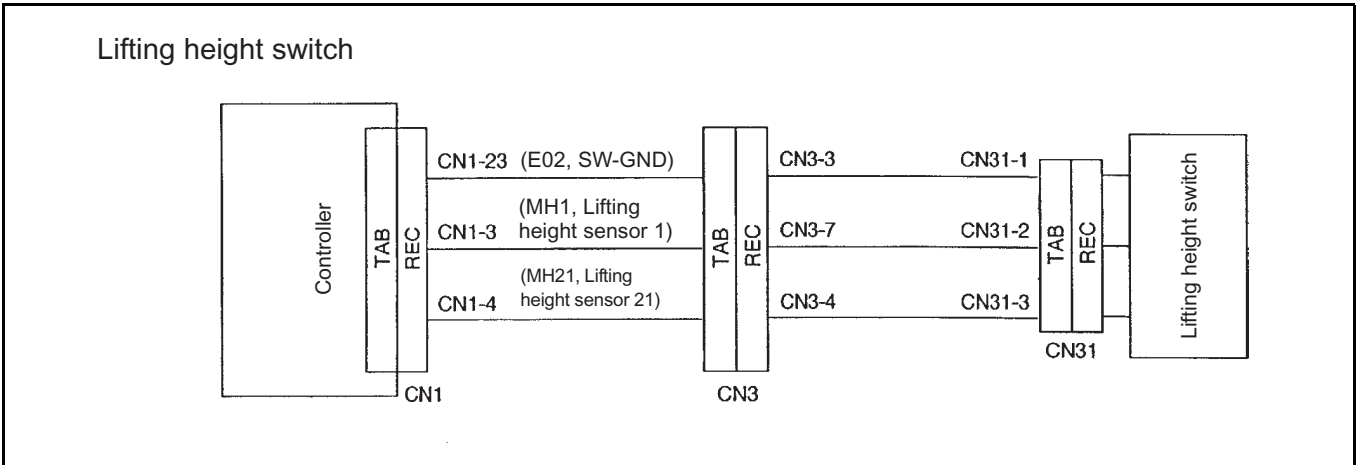 Lifting height switch
Controller
TAB
REC
CN1-23 (E02, SW-GND)
CN1-3
(MH1, Lifting
height sensor 1)
CN1-4
(MH21, Lifting
height sensor 21)
CN1
TAB
REC
CN3
CN3-3
CN3-7
CN3-4
CN31-1
CN31-2
CN31-3
TAB
REC
CN31
Lifting height switch